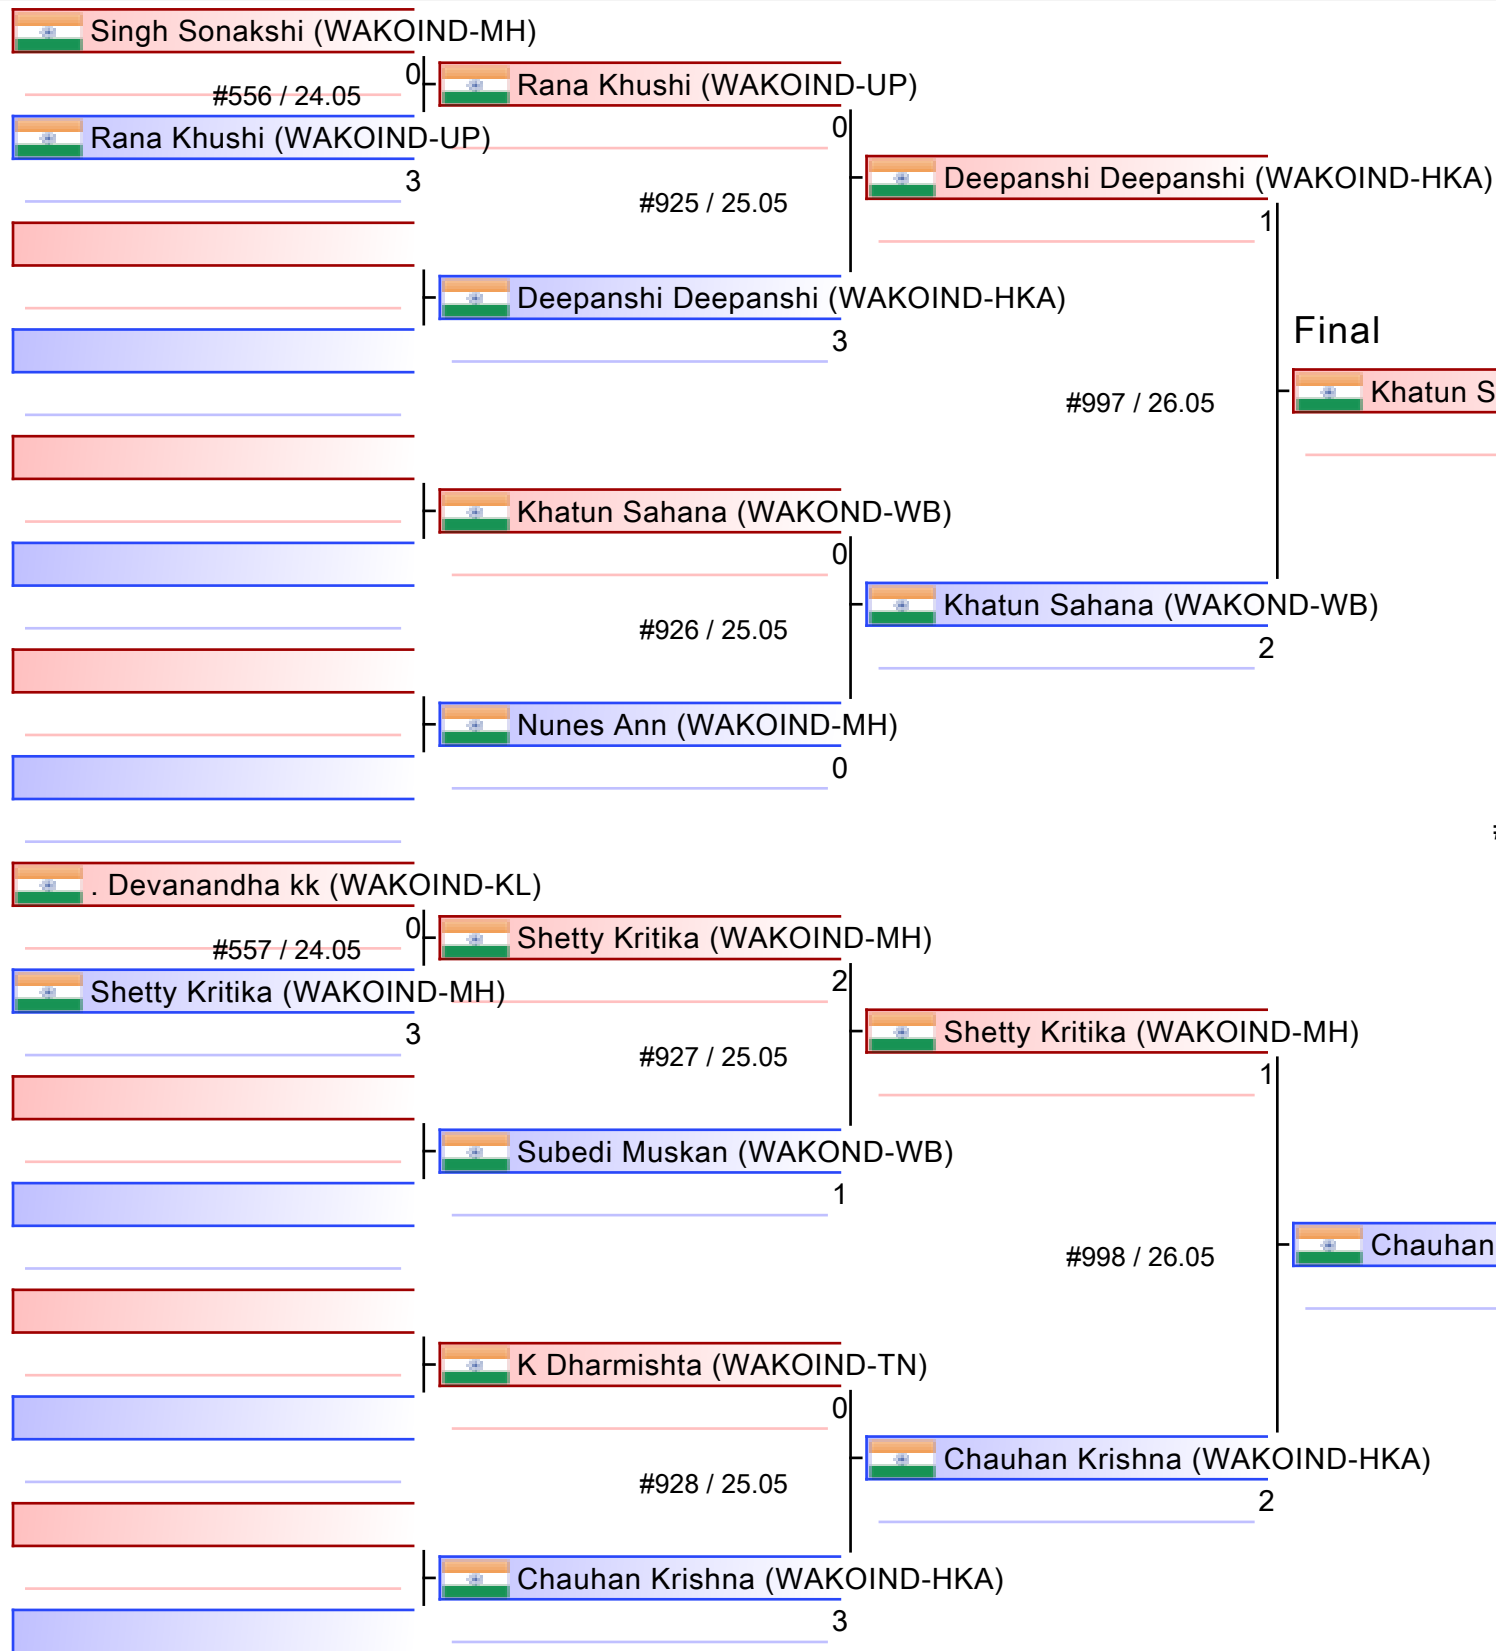 Singh Sonakshi (WAKOIND-MH)
0
#556 / 24.05
Rana Khushi (WAKOIND-UP)
3
Rana Khushi (WAKOIND-UP)
0
#925 / 25.05
Deepanshi Deepanshi (WAKOIND-HKA)
3
Deepanshi Deepanshi (WAKOIND-HKA)
1
#997 / 26.05
Khatun Sahana (WAKOND-WB)
0
#926 / 25.05
Nunes Ann (WAKOIND-MH)
0
Khatun Sahana (WAKOND-WB)
2
Final
Khatun S
. Devanandha kk (WAKOIND-KL)
0
#557 / 24.05
Shetty Kritika (WAKOIND-MH)
3
Shetty Kritika (WAKOIND-MH)
2
#927 / 25.05
Subedi Muskan (WAKOND-WB)
1
Shetty Kritika (WAKOIND-MH)
1
#998 / 26.05
K Dharmishta (WAKOIND-TN)
0
#928 / 25.05
Chauhan Krishna (WAKOIND-HKA)
3
Chauhan Krishna (WAKOIND-HKA)
2
Chauhan